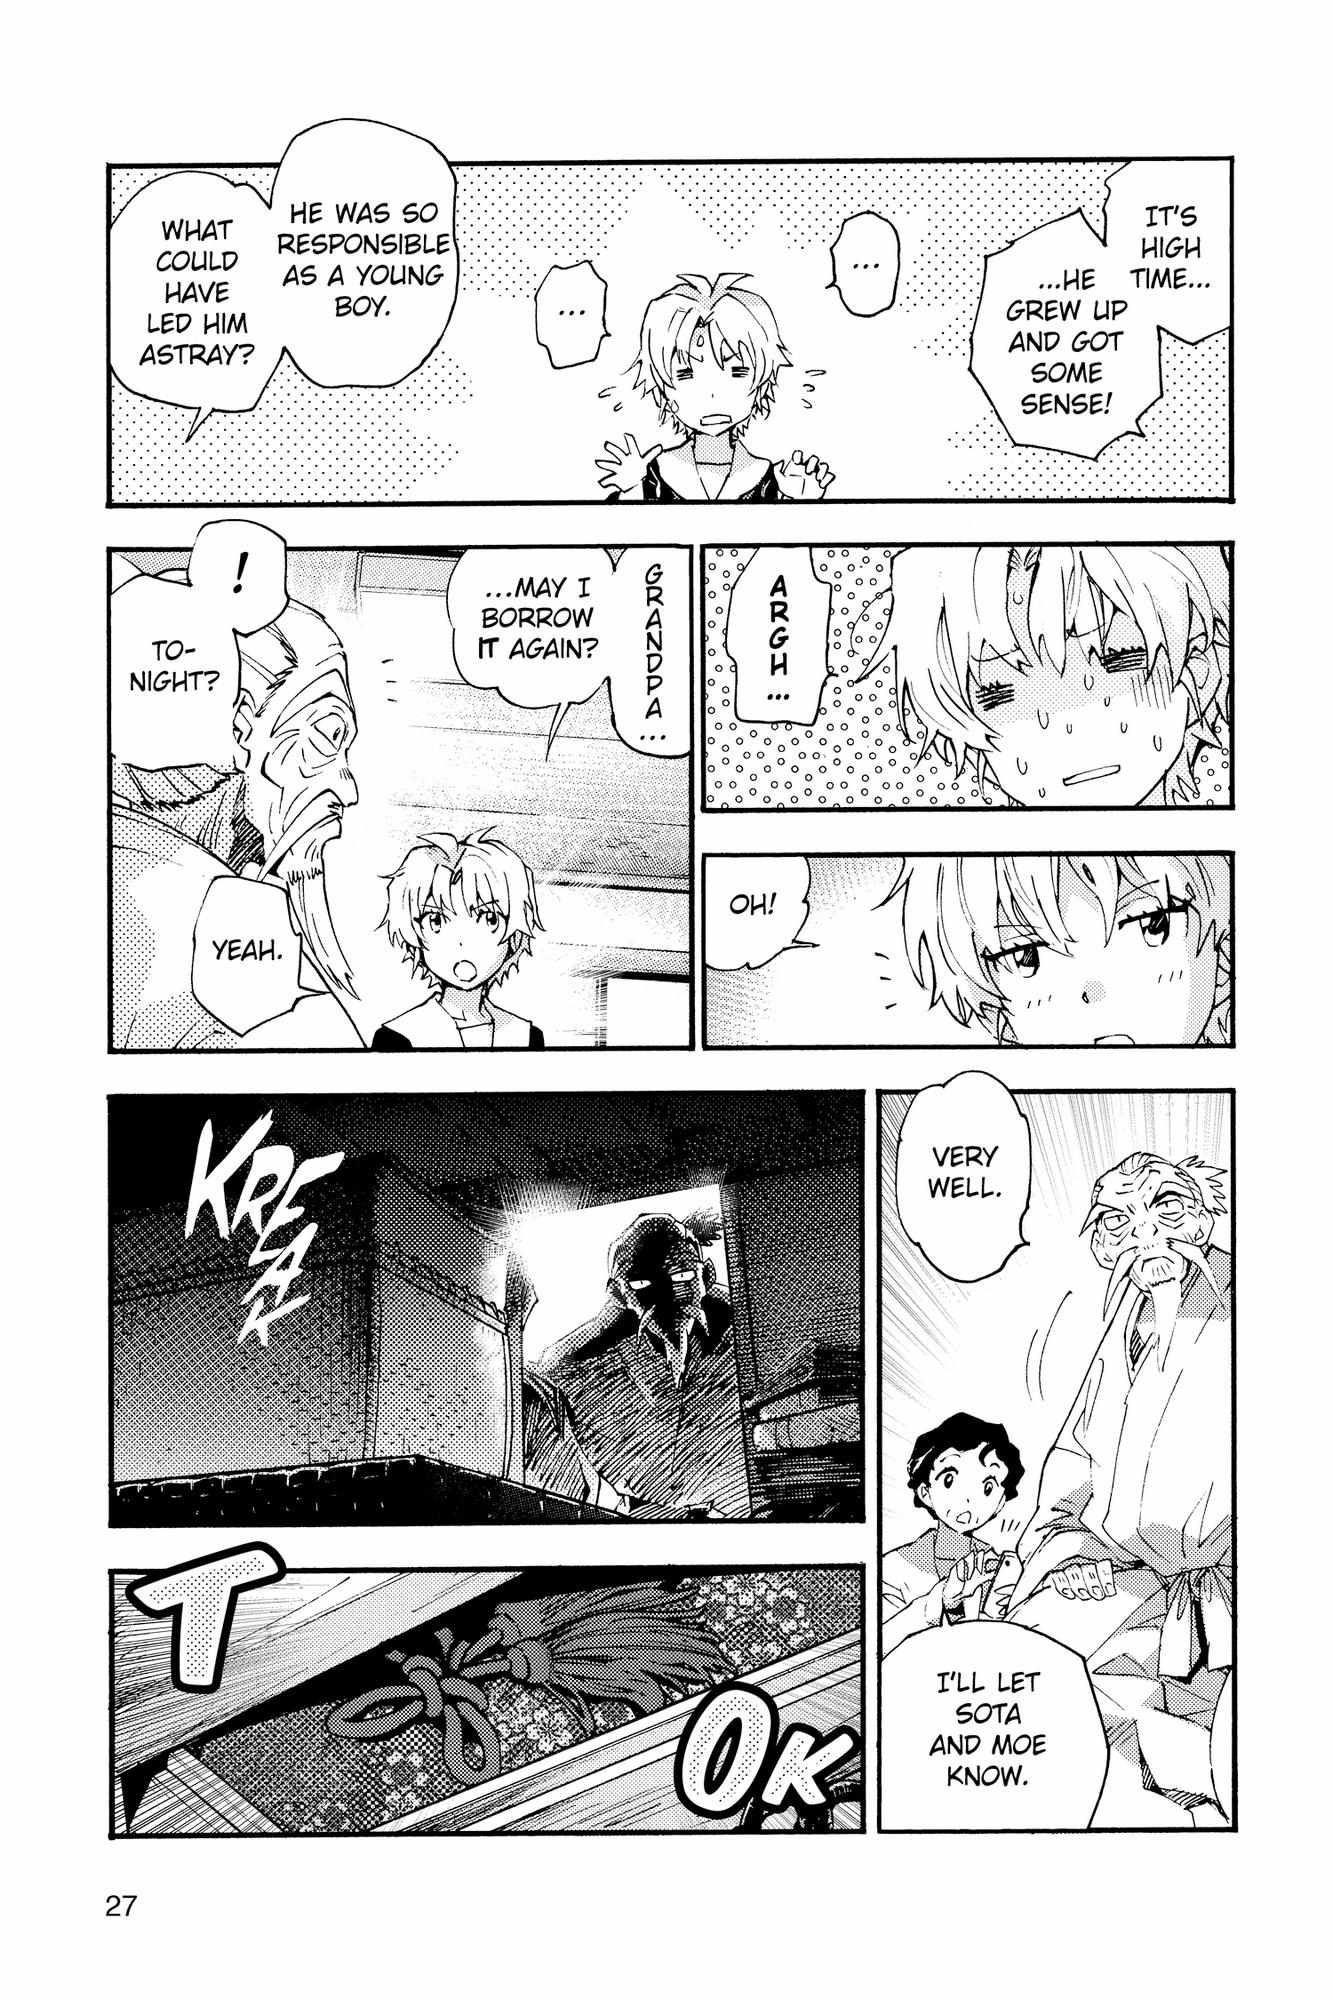 IT'S
HIGH
TIME...
...HE
GREW UP
AND GOT
SOME
SENSE!
...
...
HE WAS SO
RESPONSIBLE
AS A YOUNG
BOY.
WHAT
COULD
HAVE
LED HIM
ASTRAY?
ARGH...
OH!
GRANDPA...
...MAY I
BORROW
IT AGAIN?
!
TO-
NIGHT?
YEAH.
VERY
WELL.
I'LL LET
SOTA
AND MOE
KNOW.
KREEAK
TOK
27